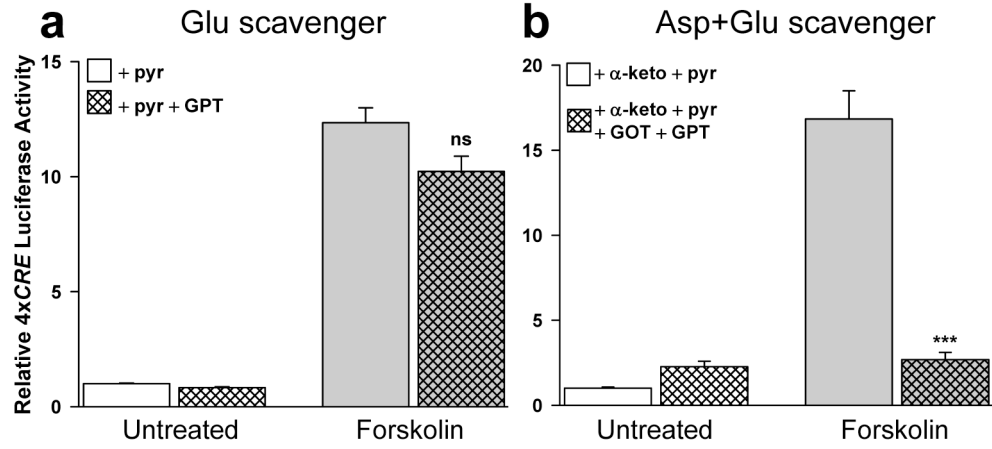 a
Glu scavenger
Relative 4xCRE Luciferase Activity
15
10
5
0
+ pyr
+ pyr + GPT
ns
Untreated
Forskolin
b
Asp+Glu scavenger
20
15
10
5
0
+ α-keto + pyr
+ α-keto + pyr
+ GOT + GPT
***
Untreated
Forskolin